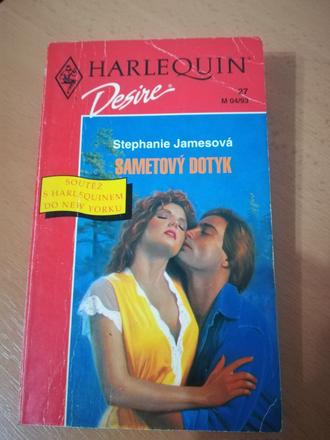 HARLEQUIN
Desire
27
M 04/93
Stephanie Jamesová
SAMETOVÝ DOTYK
SOUTĚŽ
S HARLEQUINEM
DO NEW YORKU